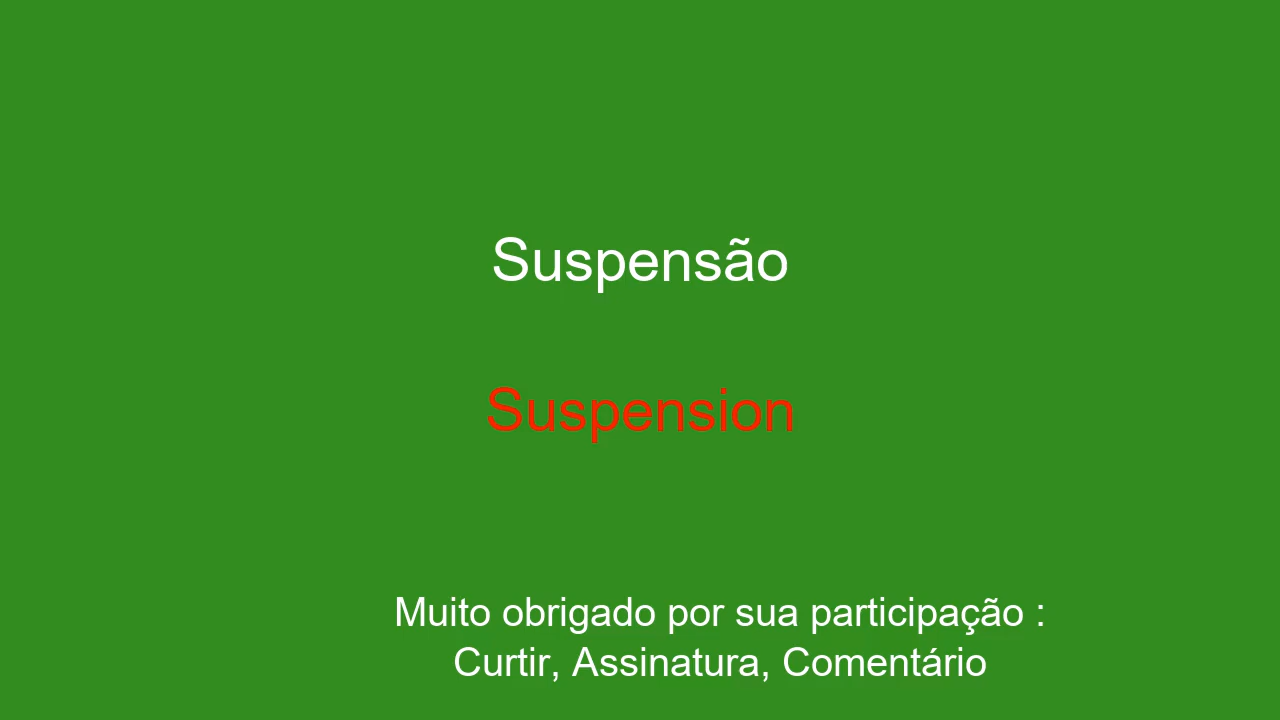 Suspensão
Suspension
Muito obrigado por sua participação :
Curtir, Assinatura, Comentário